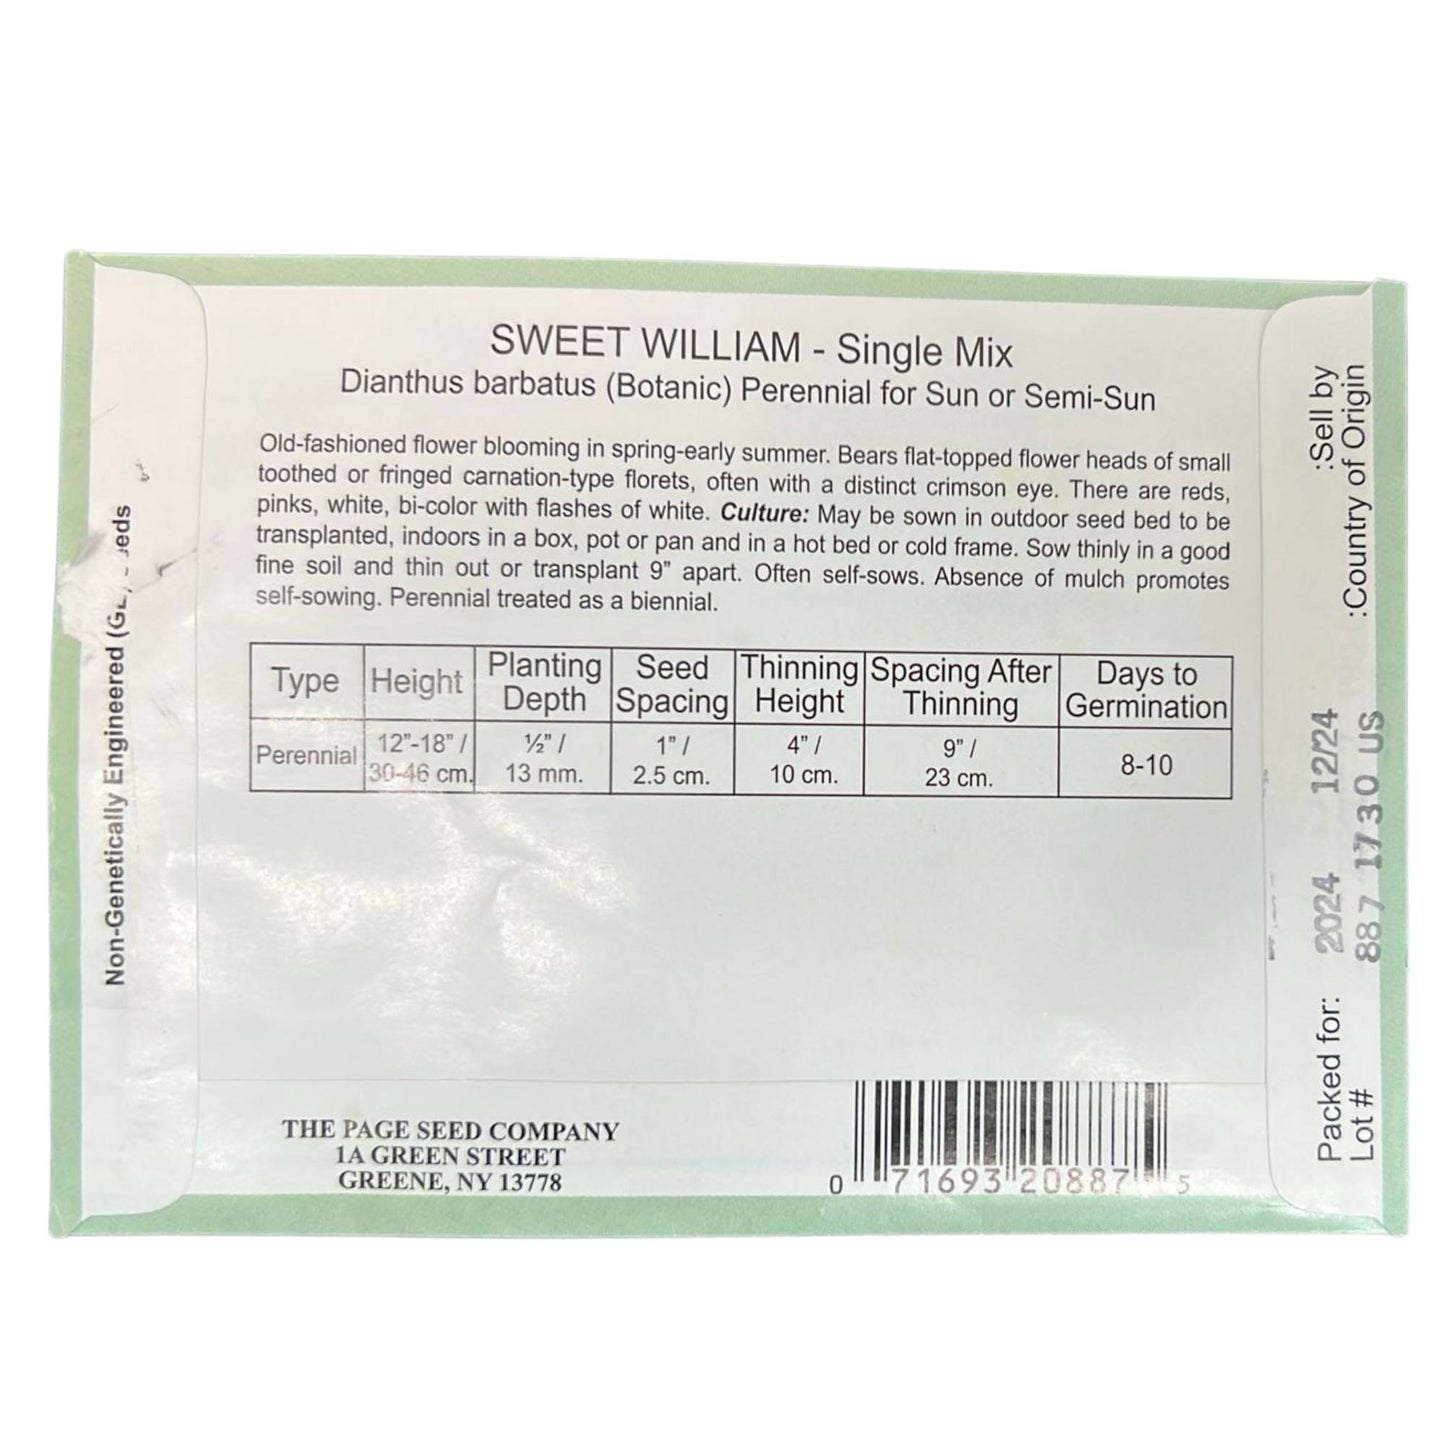 SWEET WILLIAM - Single Mix
Dianthus barbatus (Botanic) Perennial for Sun or Semi-Sun
Old-fashioned flower blooming in spring-early summer. Bears flat-topped flower heads of small
toothed or fringed carnation-type florets, often with a distinct crimson eye. There are reds,
pinks, white, bi-color with flashes of white. Culture: May be sown in outdoor seed bed to be
transplanted, indoors in a box, pot or pan and in a hot bed or cold frame. Sow thinly in a good
fine soil and thin out or transplant 9" apart. Often self-sows. Absence of mulch promotes
self-sowing. Perennial treated as a biennial.
Type Height Planting Depth Seed Spacing Thinning Height Spacing After Thinning Days to Germination
Perennial 12"-18" / 30-46 cm. ½" / 13 mm. 1" / 2.5 cm. 4" / 10 cm. 9" / 23 cm. 8-10
THE PAGE SEED COMPANY
1A GREEN STREET
GREENE, NY 13778
0 71693 20887 5
Non-Genetically Engineered
Packed for: 2024 12/24 :Sell by
Lot # 887 1730 US :Country of Origin